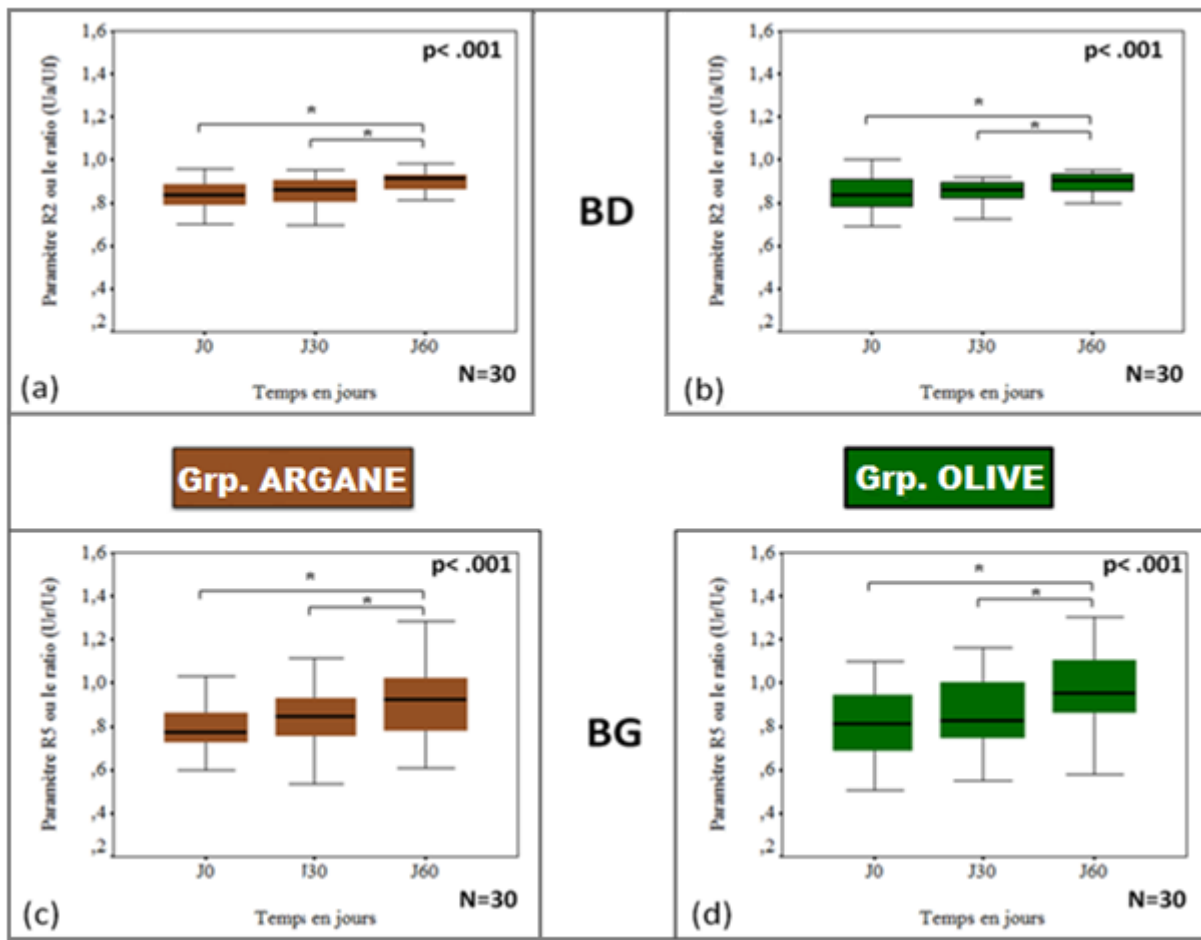 Paramètre R2 ou le ratio (Ua/Uf)
1,6
1,4
1,2
1,0
,8
,6
,4
,2
p< .001
*
*
J0 J30 J60
N=30
(a)
Temps en jours
BD
Paramètre R2 ou le ratio (Ua/Uf)
1,6
1,4
1,2
1,0
,8
,6
,4
,2
p< .001
*
*
J0 J30 J60
N=30
(b)
Temps en jours
Grp. ARGANE
Grp. OLIVE
Paramètre R5 ou le ratio (Ur/Ue)
1,6
1,4
1,2
1,0
,8
,6
,4
,2
p< .001
*
*
J0 J30 J60
N=30
(c)
Temps en jours
BG
Paramètre R5 ou le ratio (Ur/Ue)
1,6
1,4
1,2
1,0
,8
,6
,4
,2
p< .001
*
*
J0 J30 J60
N=30
(d)
Temps en jours